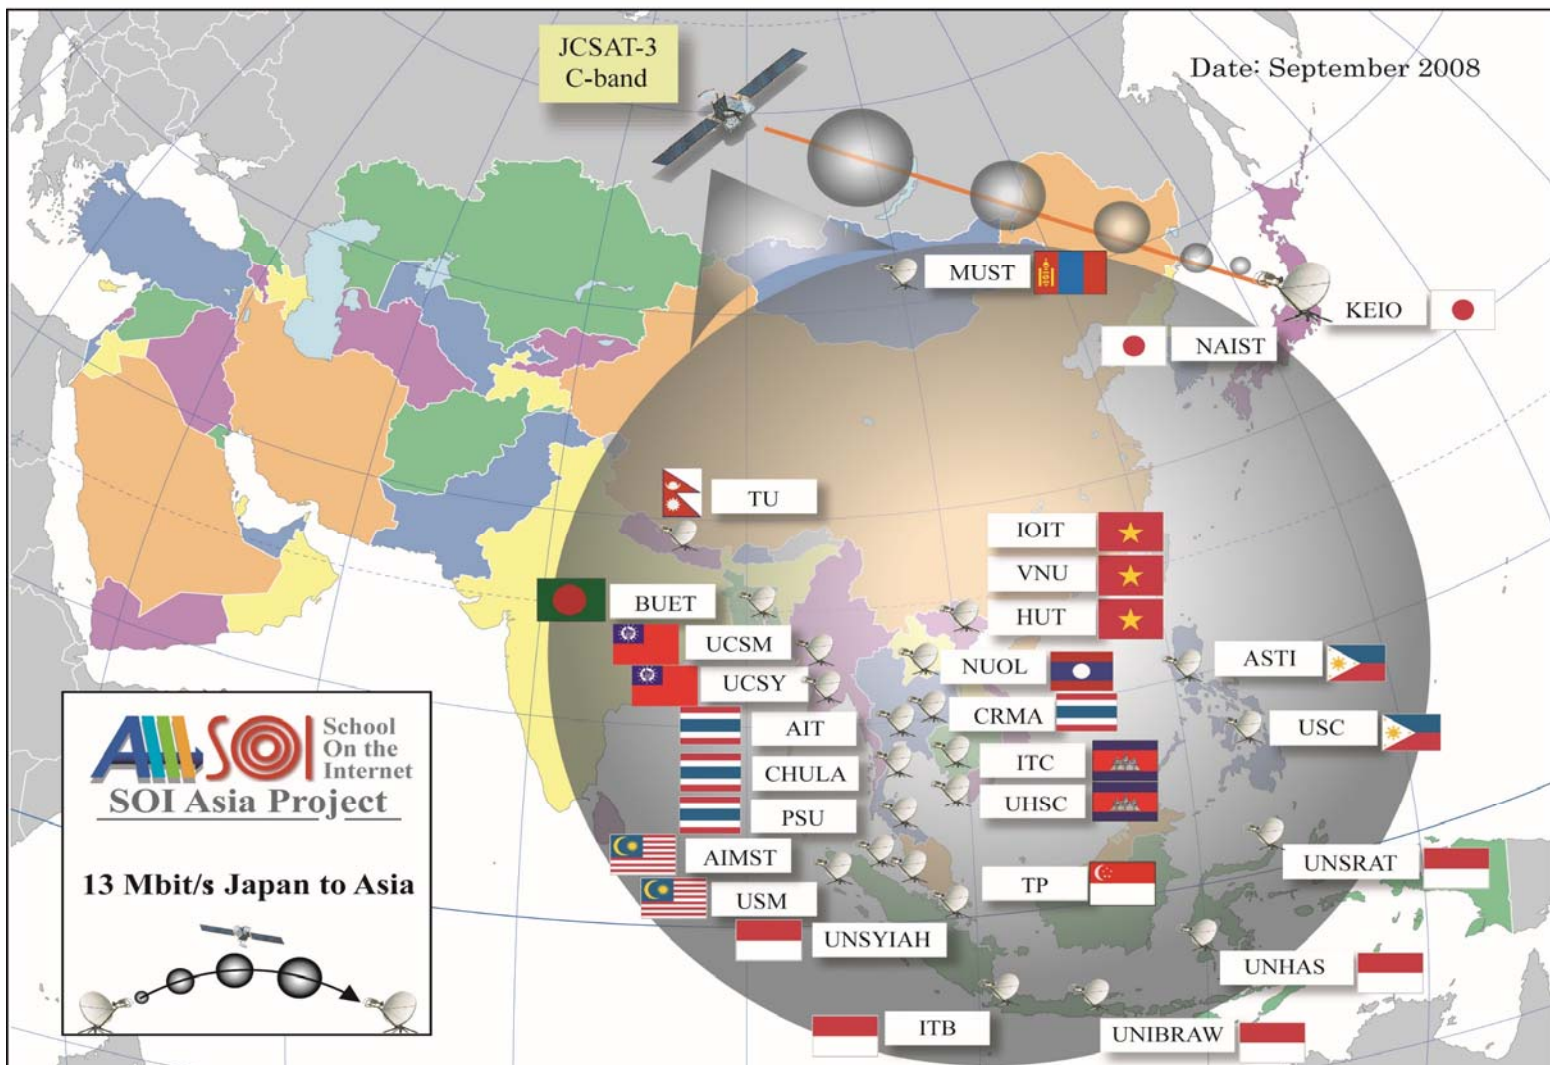 JCSAT-3
C-band
Date: September 2008
MUST
KEIO
NAIST
TU
IOIT
VNU
HUT
BUET
UCSM
UCSY
NUOL
ASTI
CRMA
USC
AIT
CHULA
ITC
PSU
UHSC
AIMST
UNSRAT
USM
TP
UNSYIAH
UNHAS
ITB
UNIBRAW
AIII SOI School
On the
Internet
SOI Asia Project
13 Mbit/s Japan to Asia